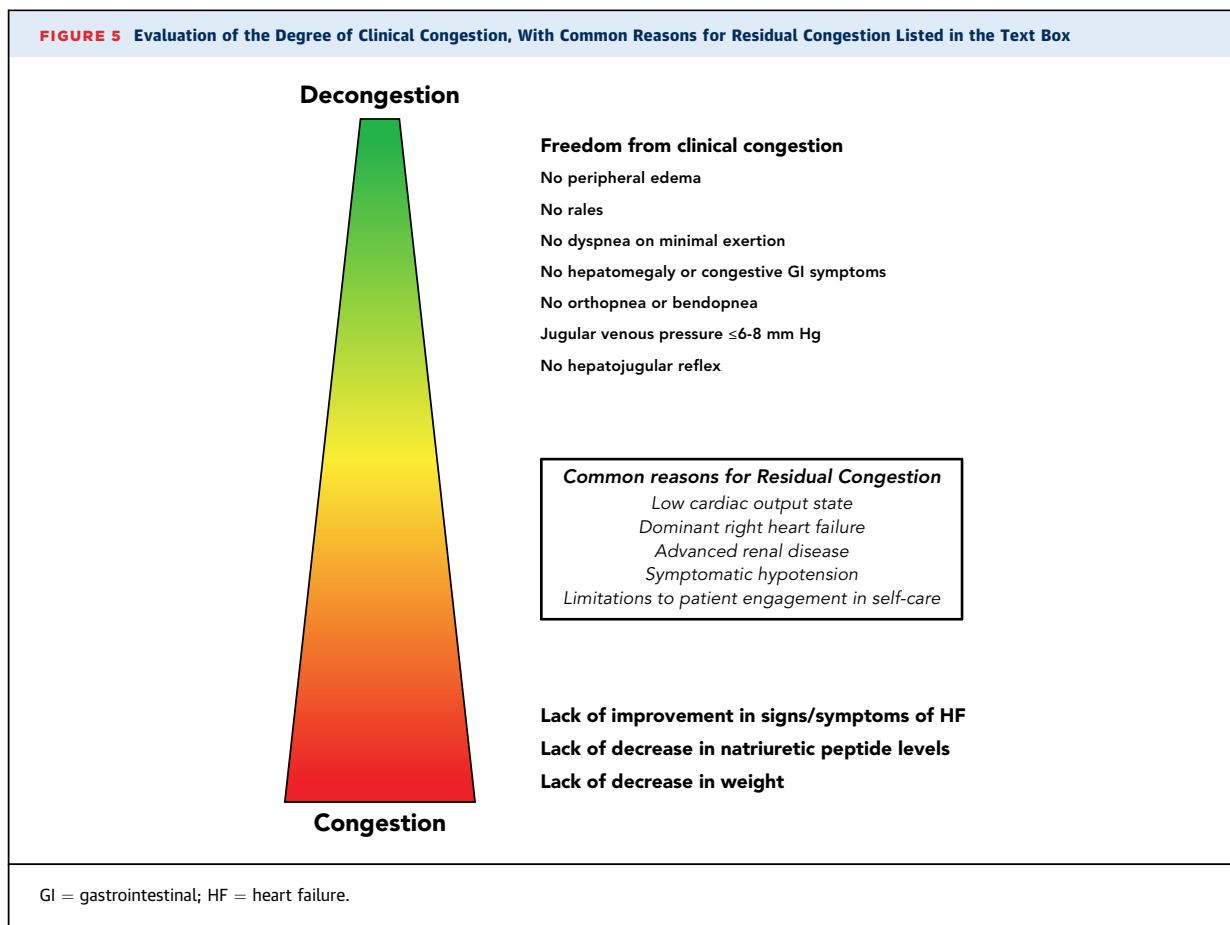 FIGURE 5 Evaluation of the Degree of Clinical Congestion, With Common Reasons for Residual Congestion Listed in the Text Box
Decongestion
Freedom from clinical congestion
No peripheral edema
No rales
No dyspnea on minimal exertion
No hepatomegaly or congestive GI symptoms
No orthopnea or bendopnea
Jugular venous pressure ≤6-8 mm Hg
No hepatojugular reflex
Common reasons for Residual Congestion
Low cardiac output state
Dominant right heart failure
Advanced renal disease
Symptomatic hypotension
Limitations to patient engagement in self-care
Lack of improvement in signs/symptoms of HF
Lack of decrease in natriuretic peptide levels
Lack of decrease in weight
Congestion
GI = gastrointestinal; HF = heart failure.